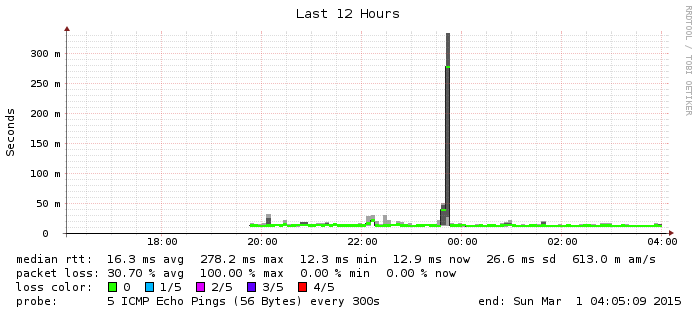 Last 12 Hours
RRDTOOL / TOBI OETIKER
Seconds
300 m
250 m
200 m
150 m
100 m
50 m
0
18:00 20:00 22:00 00:00 02:00 04:00
median rtt: 16.3 ms avg 278.2 ms max 12.3 ms min 12.9 ms now 26.6 ms sd 613.0 m am/s
packet loss: 30.70 % avg 100.00 % max 0.00 % min 0.00 % now
loss color: 0 1/5 2/5 3/5 4/5
probe: 5 ICMP Echo Pings (56 Bytes) every 300s end: Sun Mar 1 04:05:09 2015